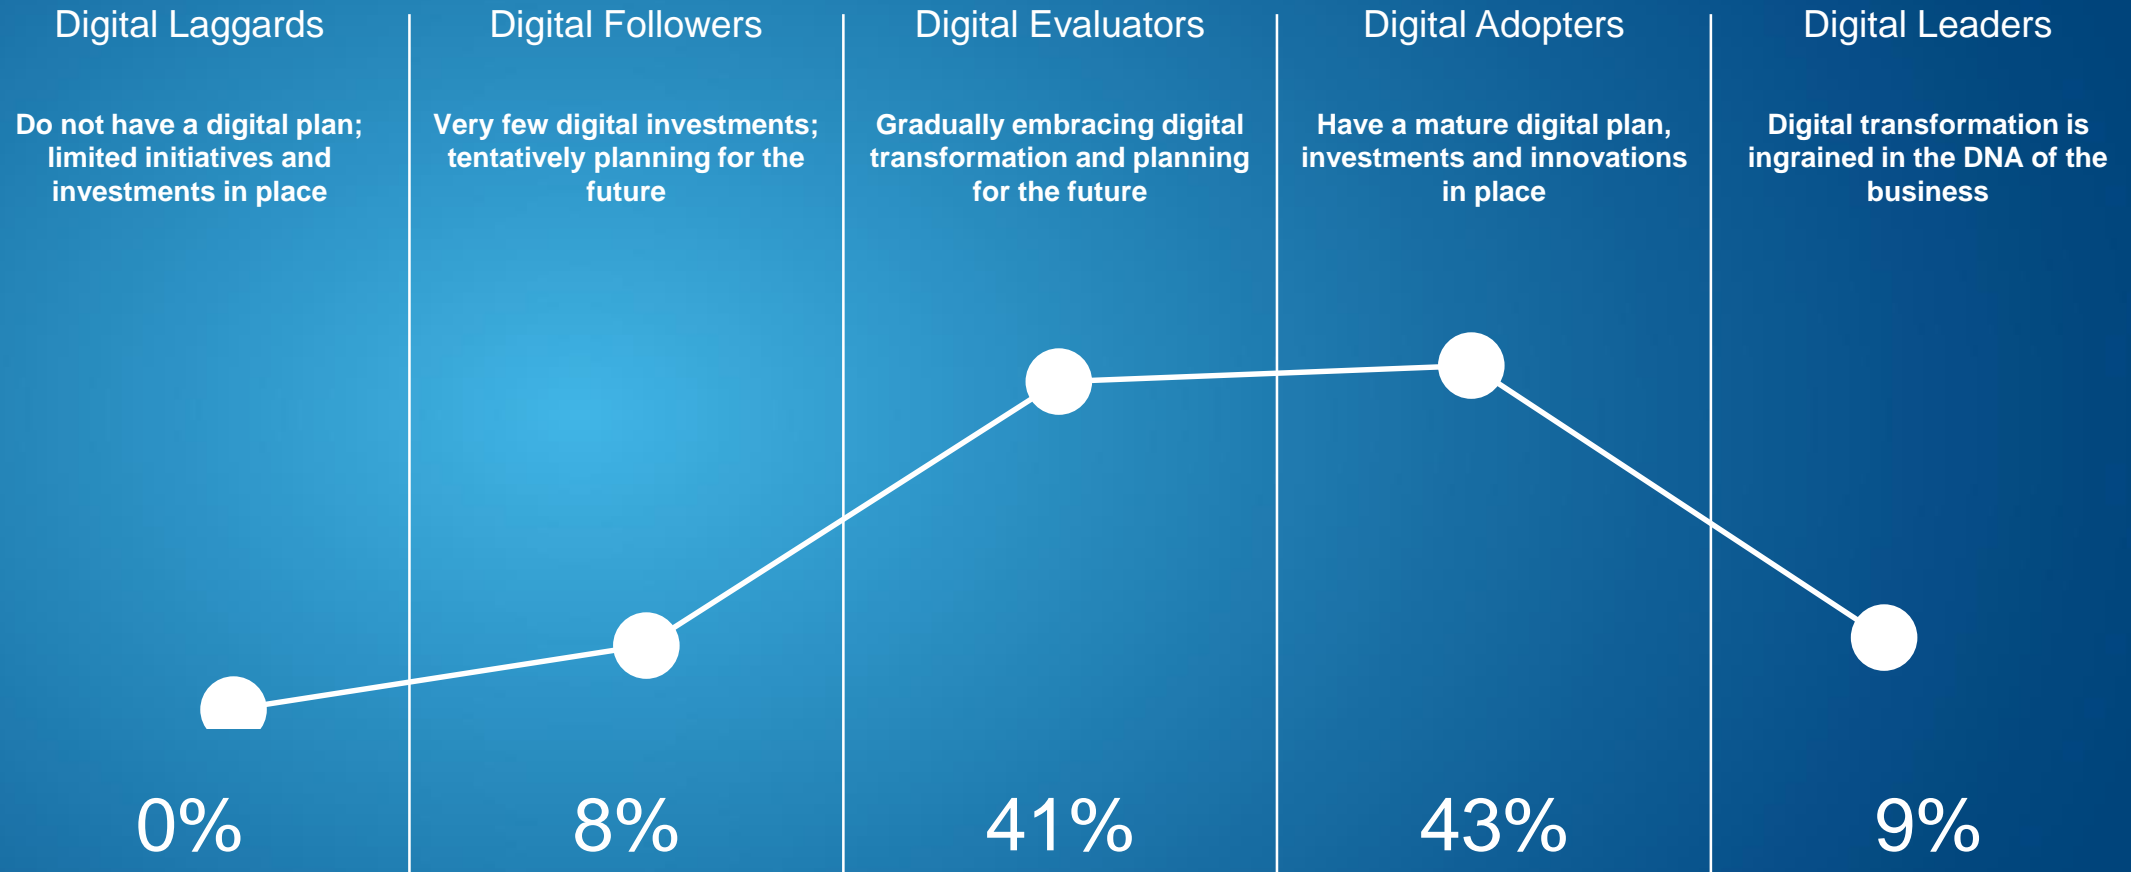 Digital Laggards
Do not have a digital plan;
limited initiatives and
investments in place
0%
Digital Followers
Very few digital investments;
tentatively planning for the
future
8%
Digital Evaluators
Gradually embracing digital
transformation and planning
for the future
41%
Digital Adopters
Have a mature digital plan,
investments and innovations
in place
43%
Digital Leaders
Digital transformation is
ingrained in the DNA of the
business
9%